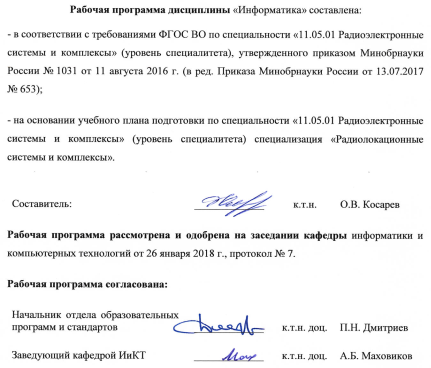 Рабочая программа дисциплины «Информатика» составлена:
- в соответствии с требованиями ФГОС ВО по специальности «11.05.01 Радиоэлектронные
системы и комплексы» (уровень специалитета), утвержденного приказом Минобрнауки
России № 1031 от 11 августа 2016 г. (в ред. Приказа Минобрнауки России от 13.07.2017
№ 653);
- на основании учебного плана подготовки по специальности «11.05.01 Радиоэлектронные
системы и комплексы» (уровень специалитета) специализация «Радиолокационные
системы и комплексы».
Составитель: к.т.н. О.В. Косарев
Рабочая программа рассмотрена и одобрена на заседании кафедры информатики и
компьютерных технологий от 26 января 2018 г., протокол № 7.
Рабочая программа согласована:
Начальник отдела образовательных
программ и стандартов к.т.н. доц. П.Н. Дмитриев
Заведующий кафедрой ИиКТ к.т.н. доц. А.Б. Маховиков